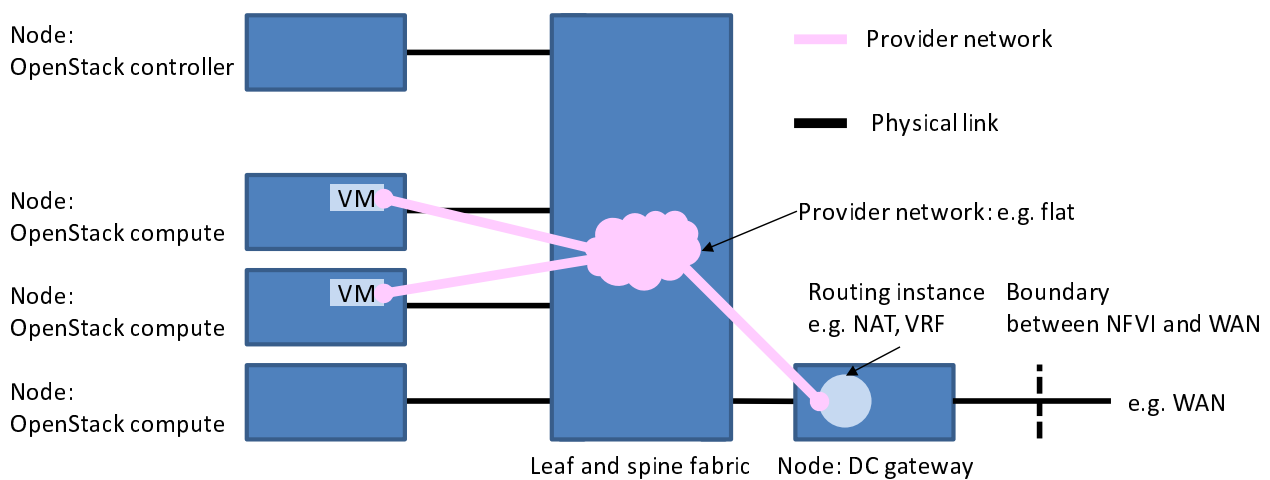 Node:
OpenStack controller
Provider network
Physical link
Node:
OpenStack compute
VM
Provider network: e.g. flat
Node:
OpenStack compute
VM
Routing instance
e.g. NAT, VRF
Boundary
between NFVI and WAN
Node:
OpenStack compute
e.g. WAN
Leaf and spine fabric
Node: DC gateway